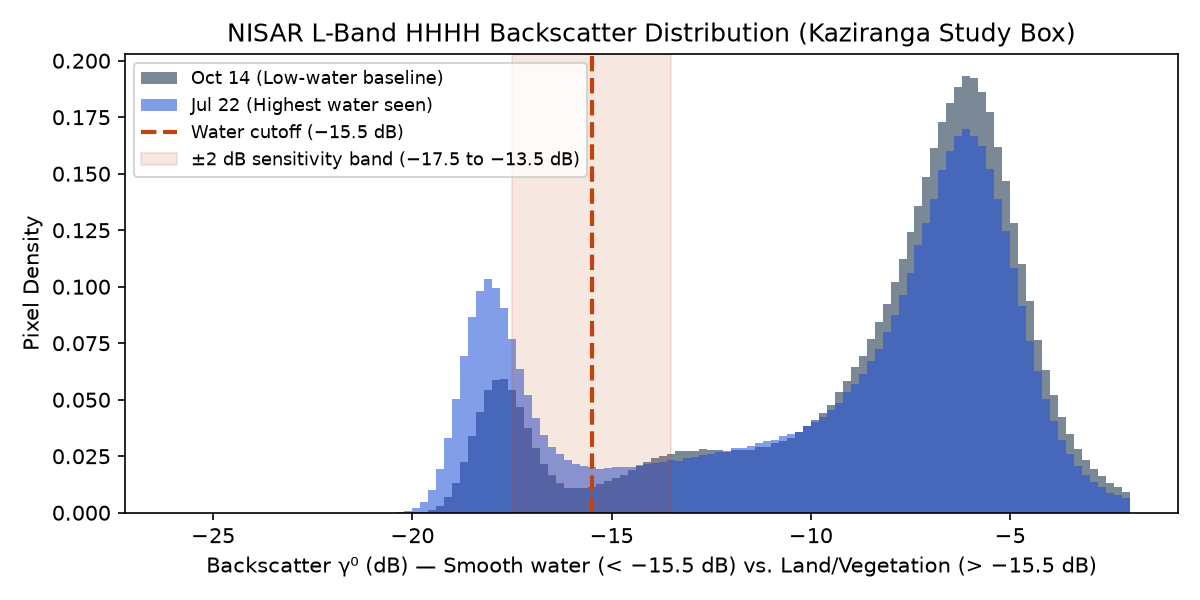 NISAR L-Band HHHH Backscatter Distribution (Kaziranga Study Box)
Oct 14 (Low-water baseline)
Jul 22 (Highest water seen)
Water cutoff (−15.5 dB)
±2 dB sensitivity band (−17.5 to −13.5 dB)
Pixel Density
0.200
0.175
0.150
0.125
0.100
0.075
0.050
0.025
0.000
−25 −20 −15 −10 −5
Backscatter γ⁰ (dB) — Smooth water (< −15.5 dB) vs. Land/Vegetation (> −15.5 dB)